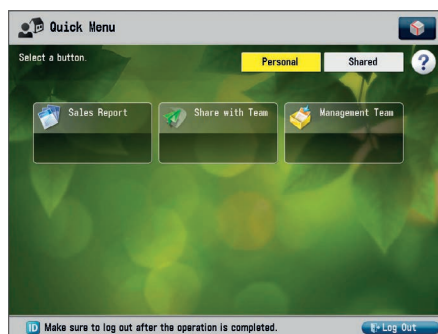 Quick Menu
Select a button.
Personal
Shared
?
Sales Report
Share with Team
Management Team
ID Make sure to log out after the operation is completed.
Log Out